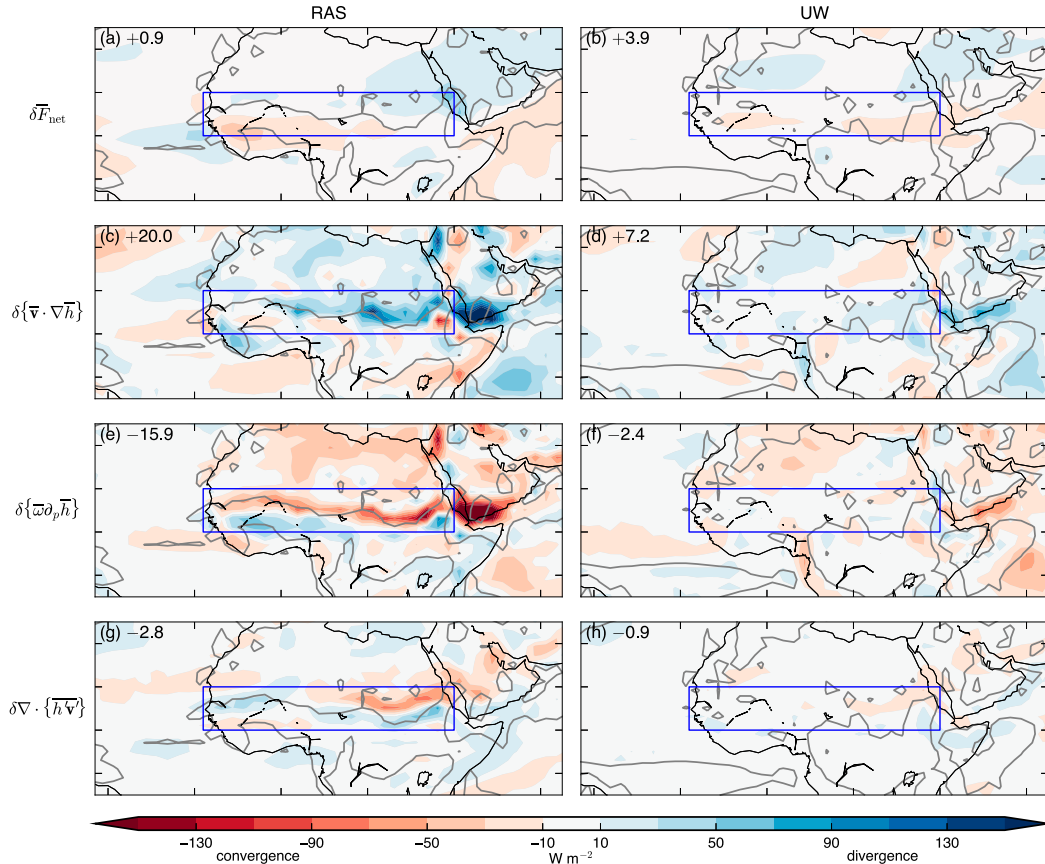 RAS UW
(a) +0.9 (b) +3.9
δF̅net
(c) +20.0 (d) +7.2
δ{v̅ · ∇h̅}
(e) −15.9 (f) −2.4
δ{ω̅∂ₚh̅}
(g) −2.8 (h) −0.9
δ∇ · {h′v′}
−130 −90 −50 −10 10 50 90 130
convergence W m⁻² divergence